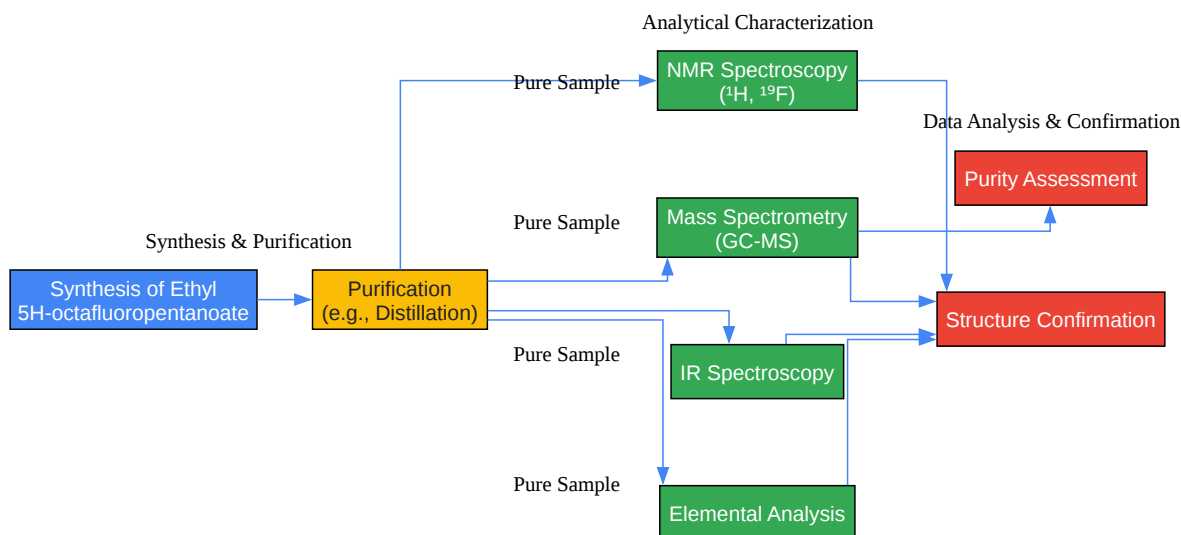 Analytical Characterization
Pure Sample
NMR Spectroscopy
(¹H, ¹⁹F)
Data Analysis & Confirmation
Purity Assessment
Pure Sample
Mass Spectrometry
(GC-MS)
Synthesis & Purification
Synthesis of Ethyl
5H-octafluoropentanoate
Purification
(e.g., Distillation)
Structure Confirmation
Pure Sample
IR Spectroscopy
Pure Sample
Elemental Analysis